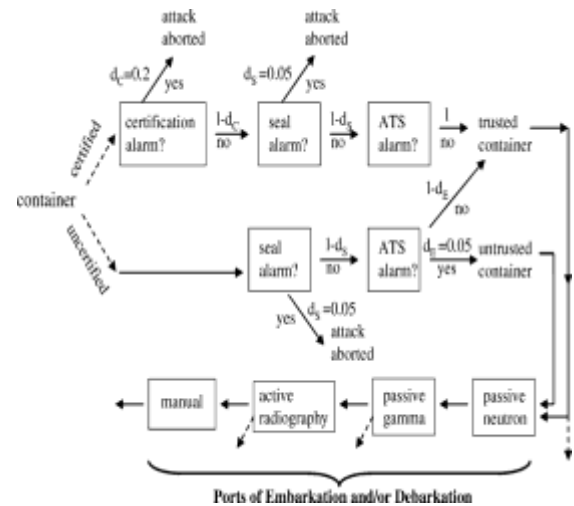 attack
aborted
attack
aborted
d_C=0.2
yes
d_S=0.05
yes
certification
alarm?
1-d_C
no
seal
alarm?
1-d_S
no
ATS
alarm?
1
no
trusted
container
certified
container
uncertified
1-d_E
no
seal
alarm?
1-d_S
no
ATS
alarm?
d_E=0.05
yes
untrusted
container
yes
d_S=0.05
attack
aborted
manual
active
radiography
passive
gamma
passive
neutron
Ports of Embarkation and/or Debarkation